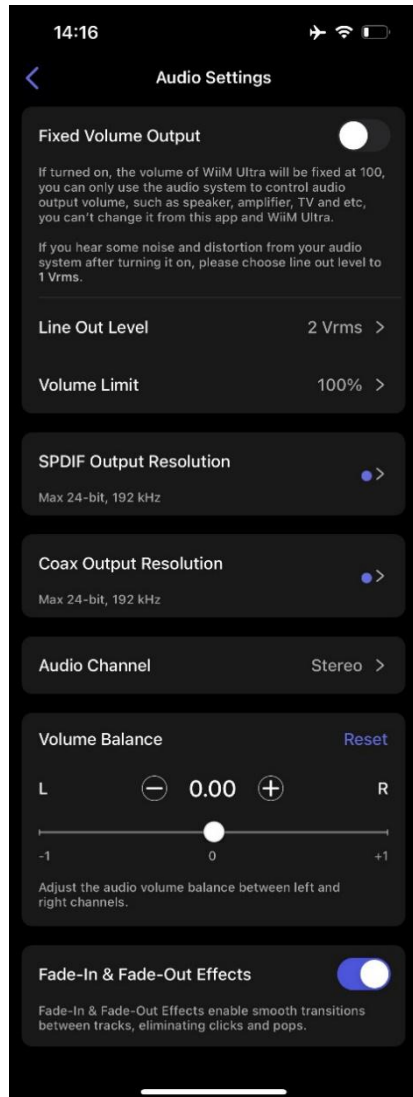 14:16
Audio Settings
Fixed Volume Output
If turned on, the volume of WiiM Ultra will be fixed at 100,
you can only use the audio system to control audio
output volume, such as speaker, amplifier, TV and etc,
you can't change it from this app and WiiM Ultra.
If you hear some noise and distortion from your audio
system after turning it on, please choose line out level to
1 Vrms.
Line Out Level 2 Vrms >
Volume Limit 100% >
SPDIF Output Resolution
Max 24-bit, 192 kHz
Coax Output Resolution
Max 24-bit, 192 kHz
Audio Channel Stereo >
Volume Balance Reset
L 0.00 R
-1 0 +1
Adjust the audio volume balance between left and
right channels.
Fade-In & Fade-Out Effects
Fade-In & Fade-Out Effects enable smooth transitions
between tracks, eliminating clicks and pops.